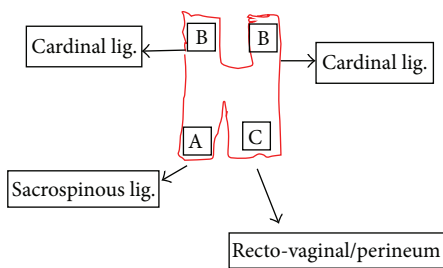 B B
Cardinal lig.
Cardinal lig.
A C
Sacrospinous lig.
Recto-vaginal/perineum